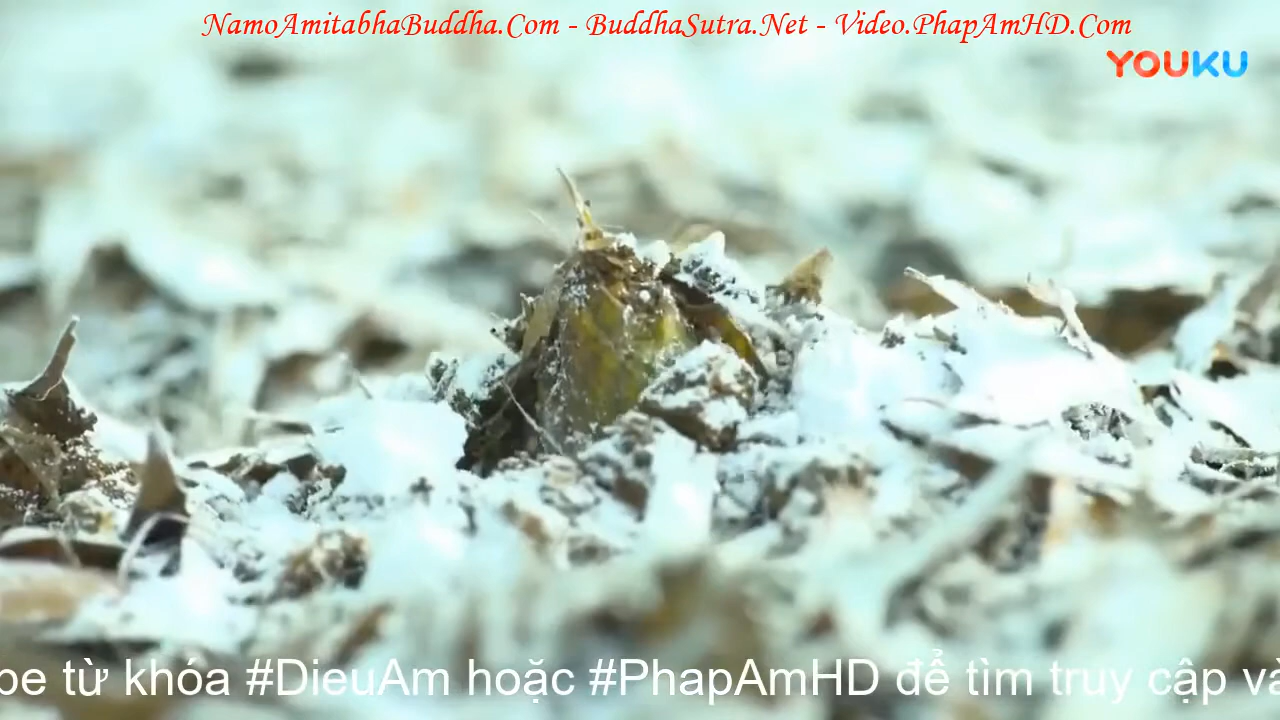 NamoAmitabhaBuddha.Com - BuddhaSutra.Net - Video.PhapAmHD.Com
YOUKU
từ khóa #DieuAm hoặc #PhapAmHD để tìm truy cập